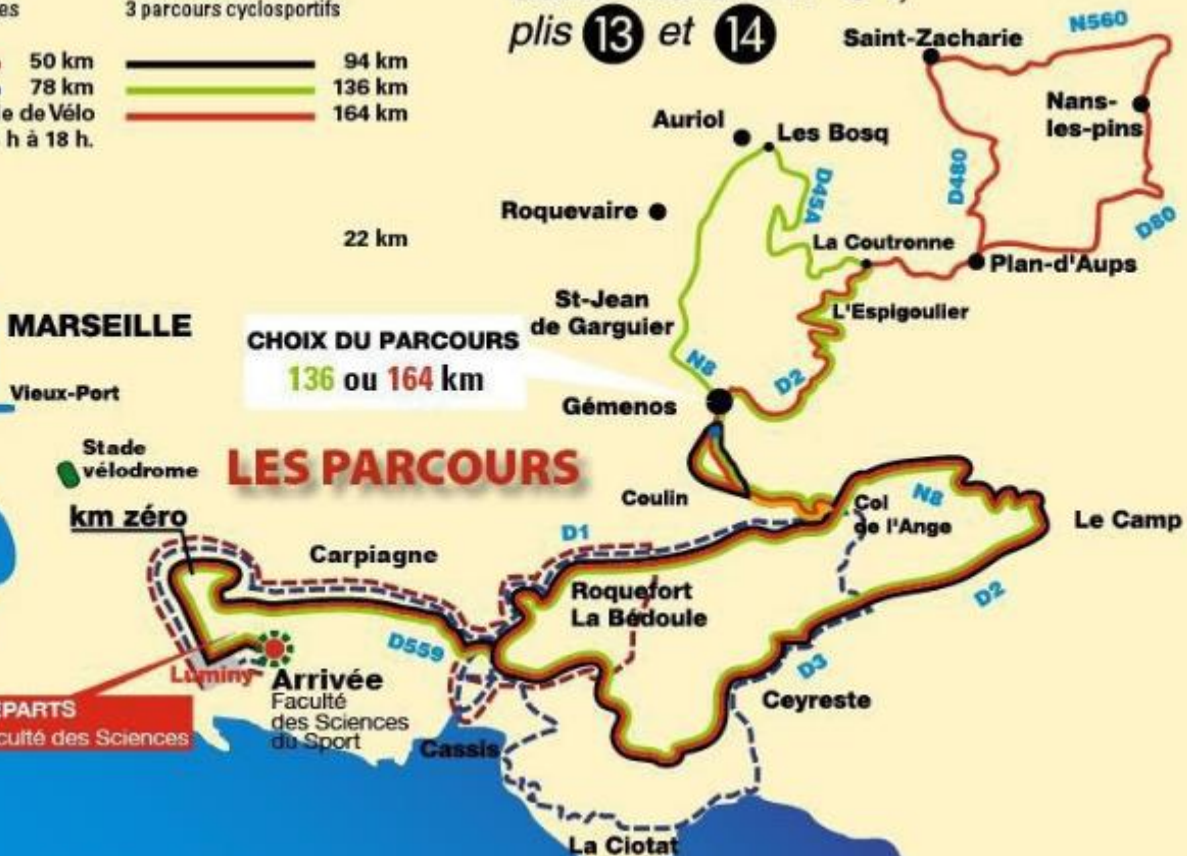 3 parcours cyclosportifs
50 km
94 km
78 km
136 km
e de Vélo
164 km
h à 18 h.
22 km
plis 13 et 14
Saint-Zacharie
N560
Nans-
les-pins
Auriol
Les Bosq
D45A
D480
D80
Roquevaire
La Coutronne
Plan-d'Aups
St-Jean
de Garguier
L'Espigoulier
MARSEILLE
CHOIX DU PARCOURS
136 ou 164 km
N8
D2
Vieux-Port
Gémenos
Stade
vélodrome
LES PARCOURS
Coulin
Col
de l'Ange
N8
Le Camp
km zéro
Carpiagne
D1
Roquefort
La Bédoule
D2
D559
D3
Luminy
Arrivée
Faculté
des Sciences
du Sport
Ceyreste
ÉPARTS
culté des Sciences
Cassis
La Ciotat